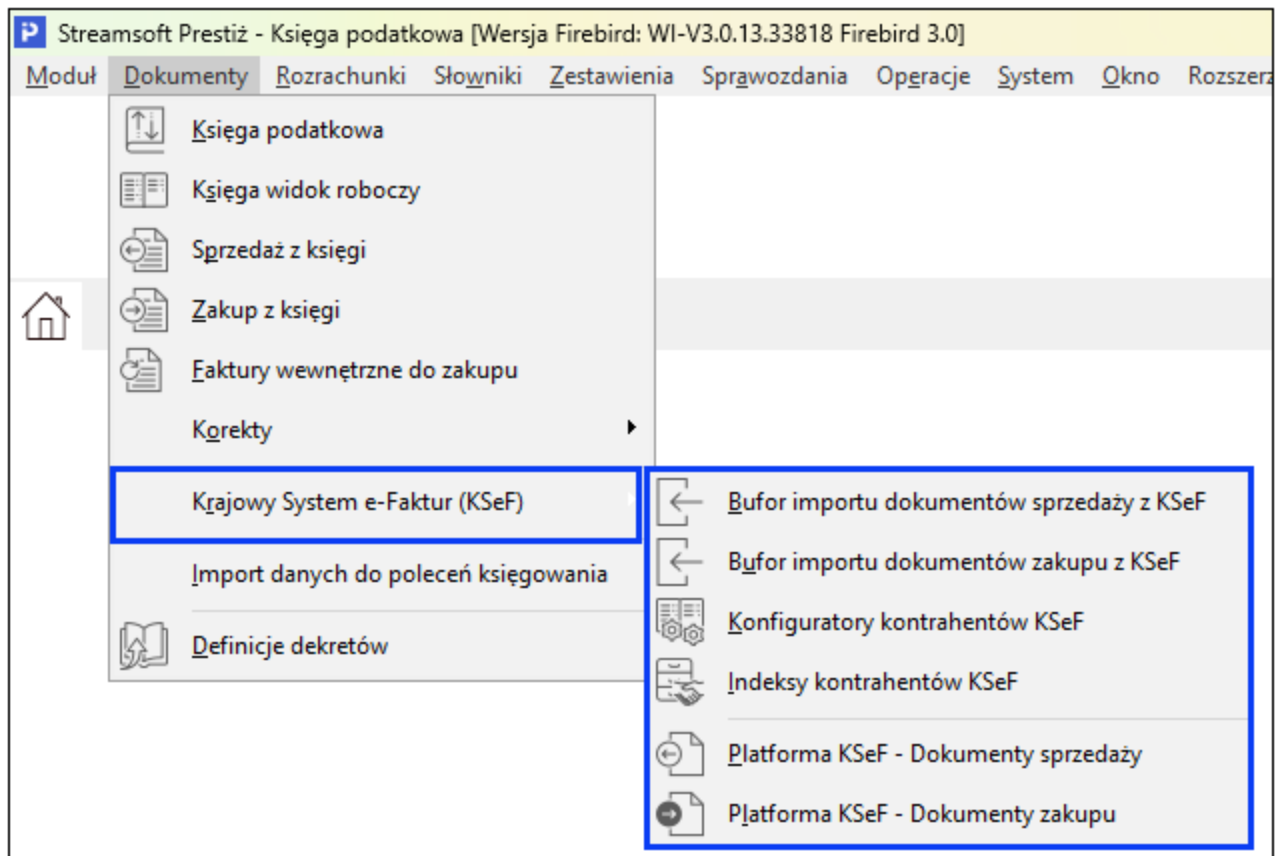 Streamsoft Prestiż - Księga podatkowa [Wersja Firebird: WI-V3.0.13.33818 Firebird 3.0]
Moduł Dokumenty Rozrachunki Słowniki Zestawienia Sprawozdania Operacje System Okno Rozszerz
Księga podatkowa
Księga widok roboczy
Sprzedaż z księgi
Zakup z księgi
Faktury wewnętrzne do zakupu
Korekty
Krajowy System e-Faktur (KSeF)
Import danych do poleceń księgowania
Definicje dekretów
Bufor importu dokumentów sprzedaży z KSeF
Bufor importu dokumentów zakupu z KSeF
Konfiguratory kontrahentów KSeF
Indeksy kontrahentów KSeF
Platforma KSeF - Dokumenty sprzedaży
Platforma KSeF - Dokumenty zakupu